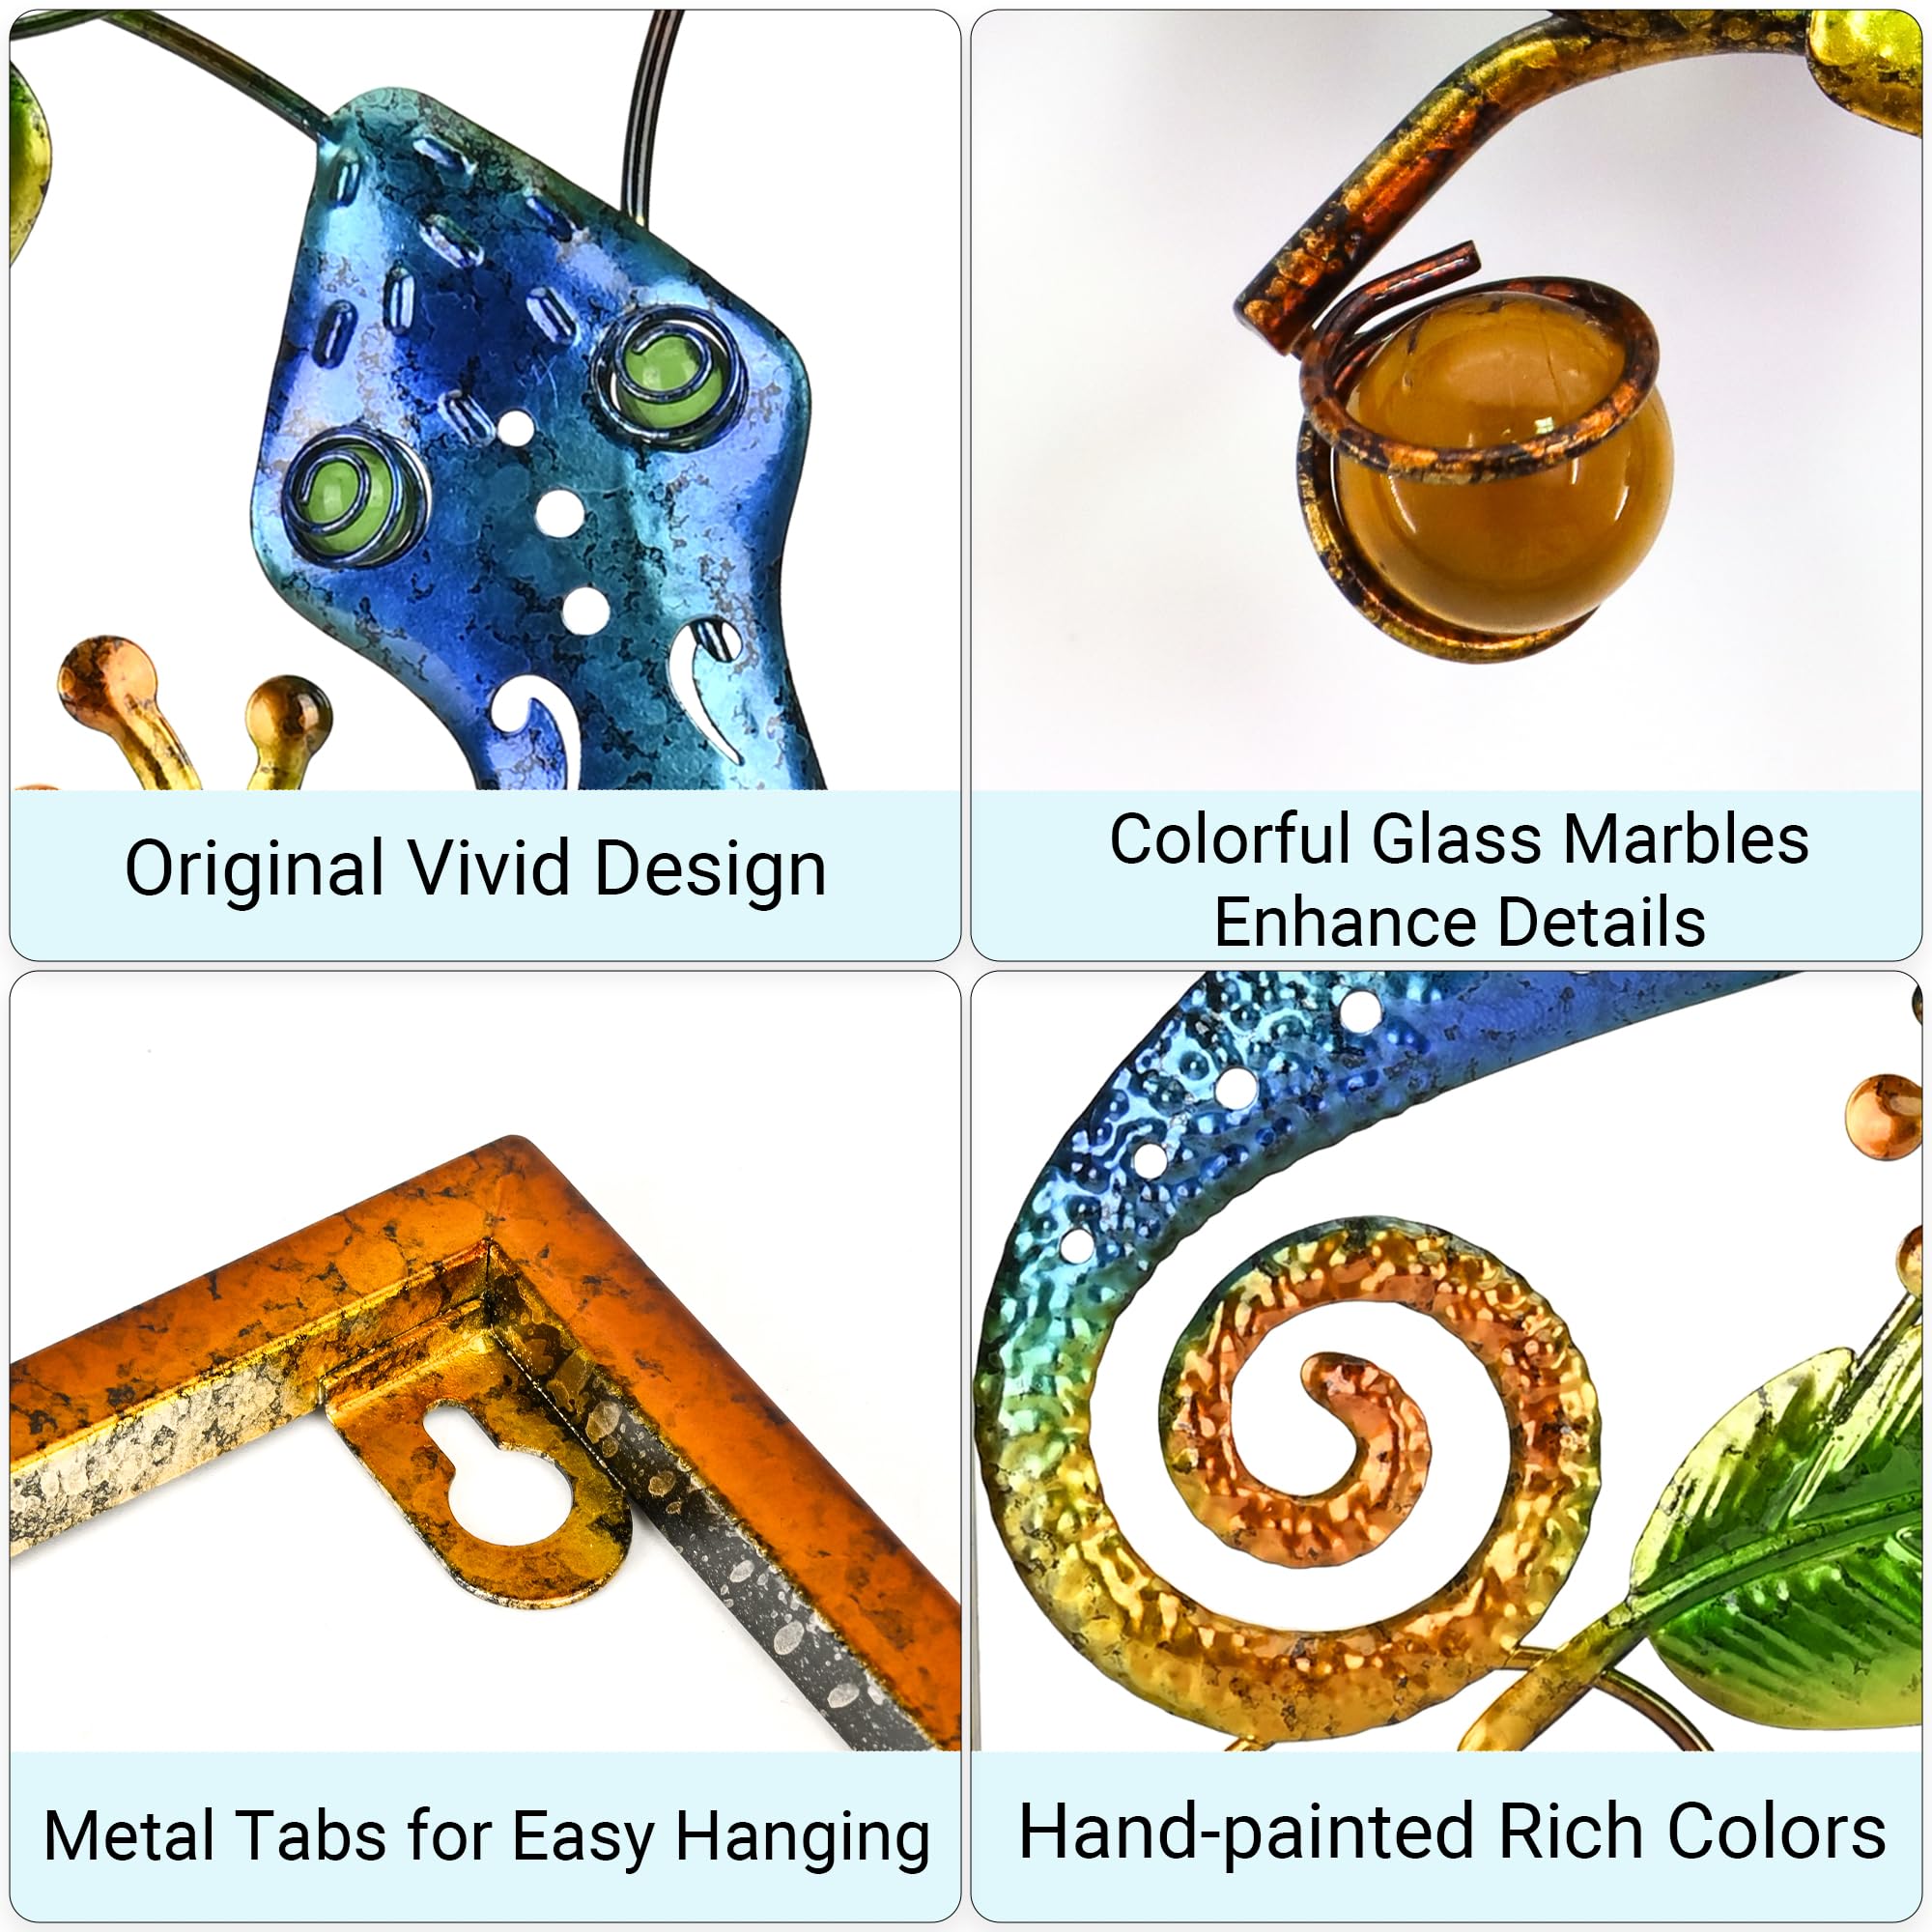 Original Vivid Design
Colorful Glass Marbles
Enhance Details
Metal Tabs for Easy Hanging
Hand-painted Rich Colors